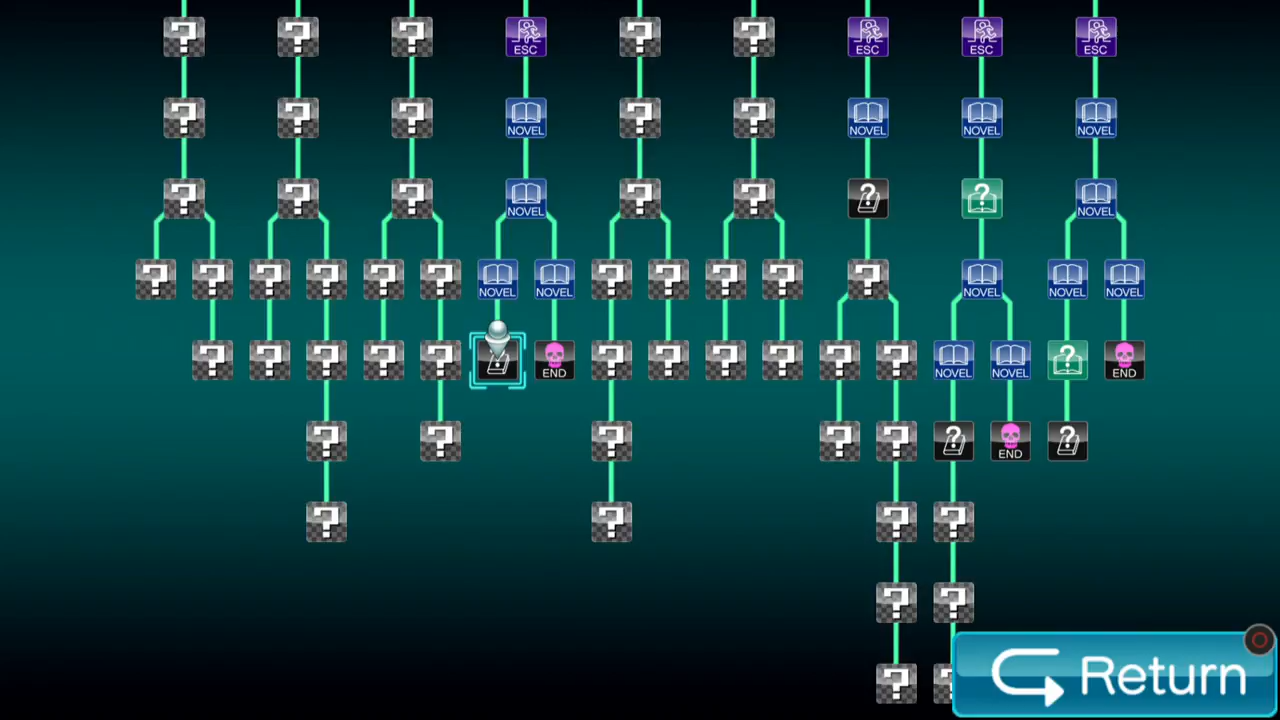 ? ? ? ESC ? ? ESC ESC ESC
? ? ? NOVEL ? ? NOVEL NOVEL NOVEL
? ? ? NOVEL ? ? ? ? NOVEL
? ? ? ? ? ? NOVEL NOVEL ? ? ? ? ? NOVEL NOVEL NOVEL
? ? ? ? ? END ? ? ? ? ? ? NOVEL NOVEL ? END
? ? ? ? ? ? END ?
? ? ? ?
? ?
? ?
Return